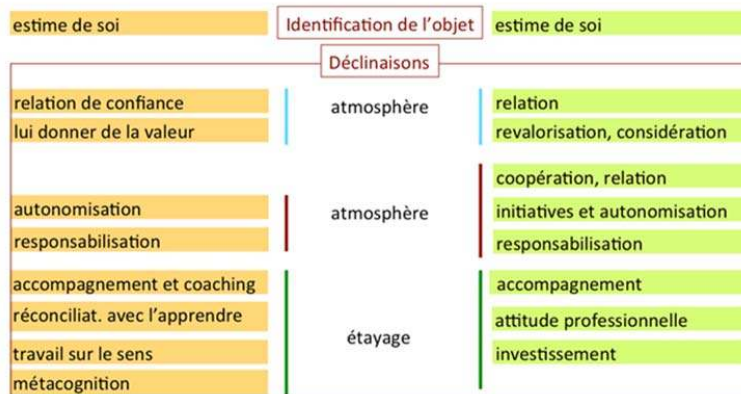 estime de soi
Identification de l'objet
estime de soi
Déclinaisons
relation de confiance
atmosphère
relation
lui donner de la valeur
revalorisation, considération
coopération, relation
autonomisation
atmosphère
initiatives et autonomisation
responsabilisation
responsabilisation
accompagnement et coaching
accompagnement
réconciliat. avec l'apprendre
étayage
attitude professionnelle
travail sur le sens
investissement
métacognition